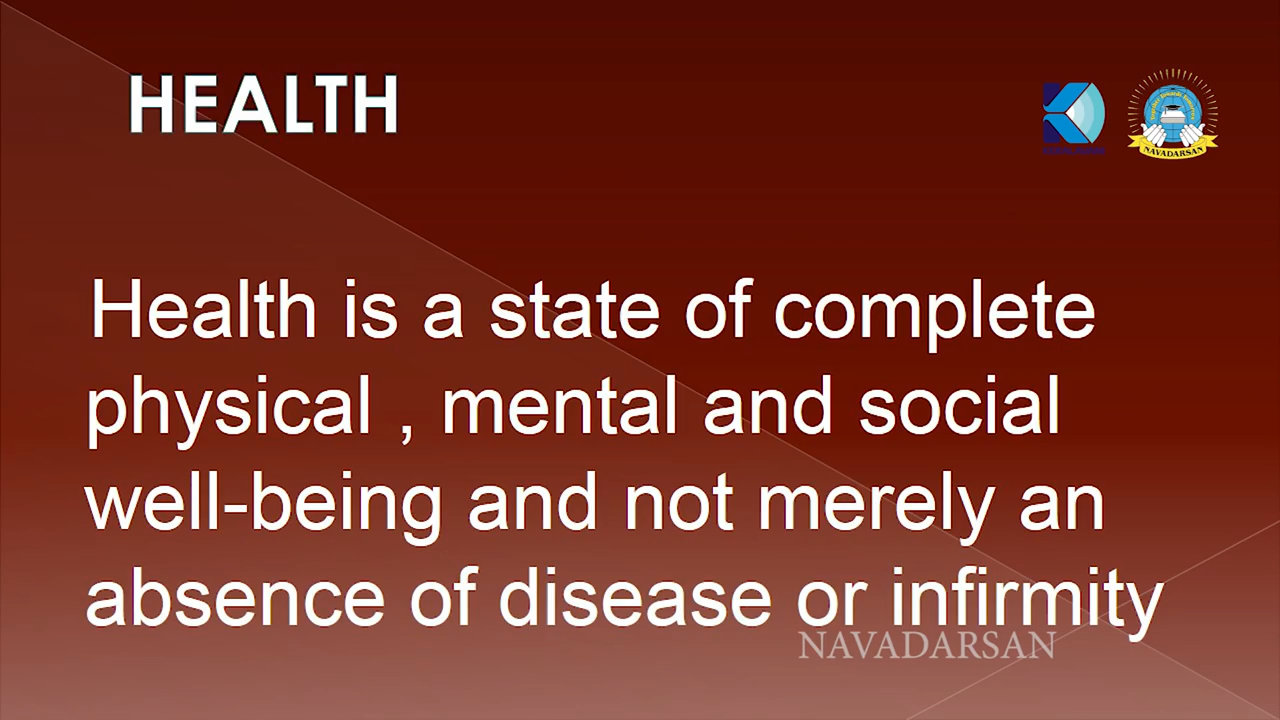 HEALTH
NAVADARSAN
Health is a state of complete
physical , mental and social
well-being and not merely an
absence of disease or infirmity
NAVADARSAN